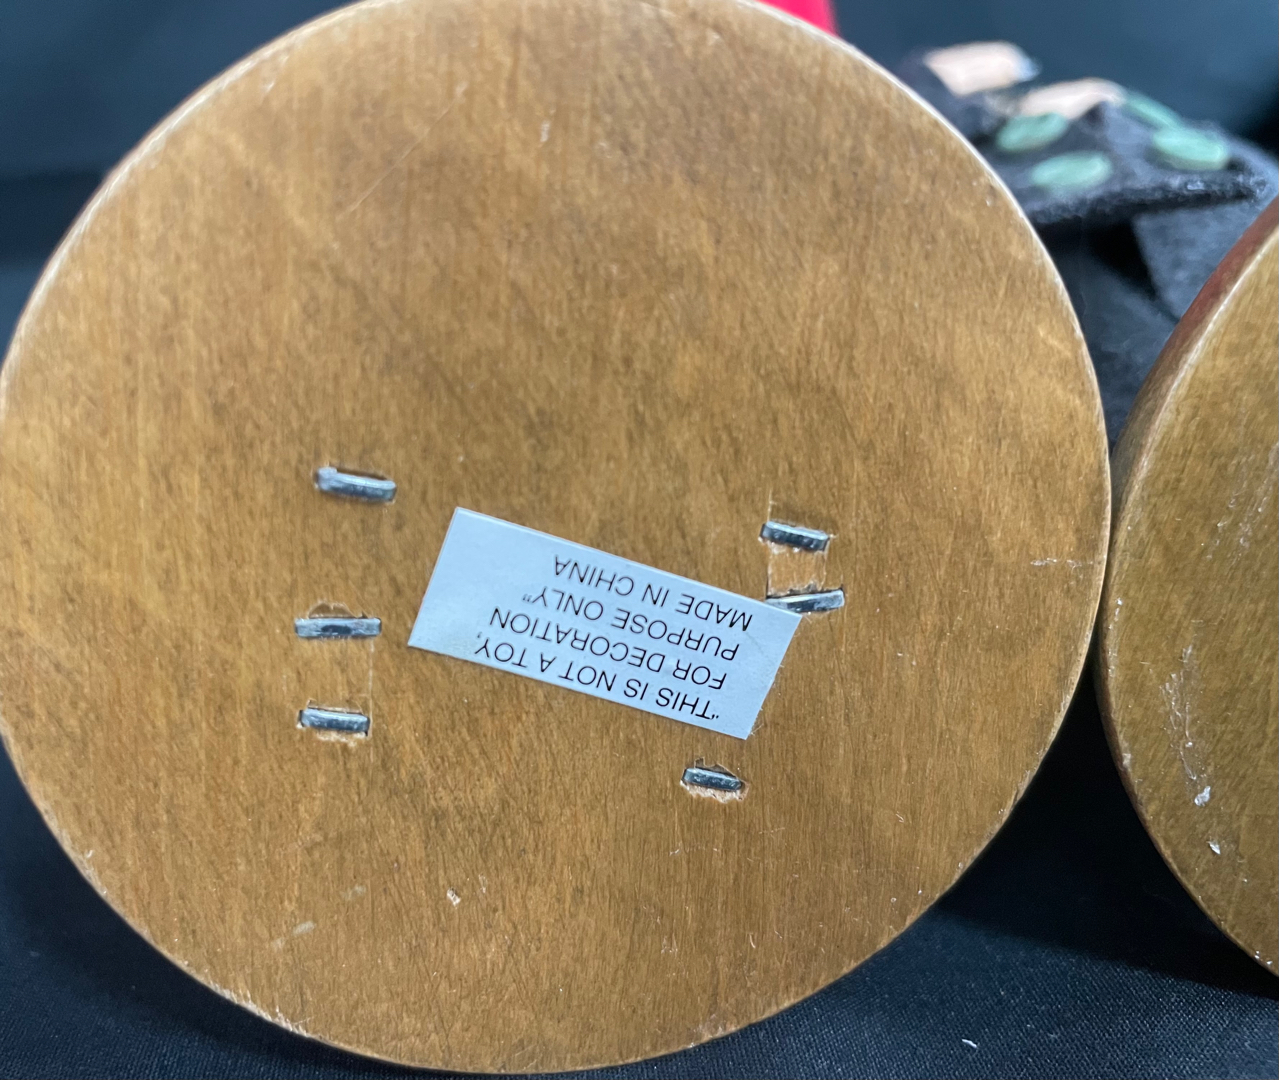 "THIS IS NOT A TOY,
FOR DECORATION
PURPOSE ONLY"
MADE IN CHINA